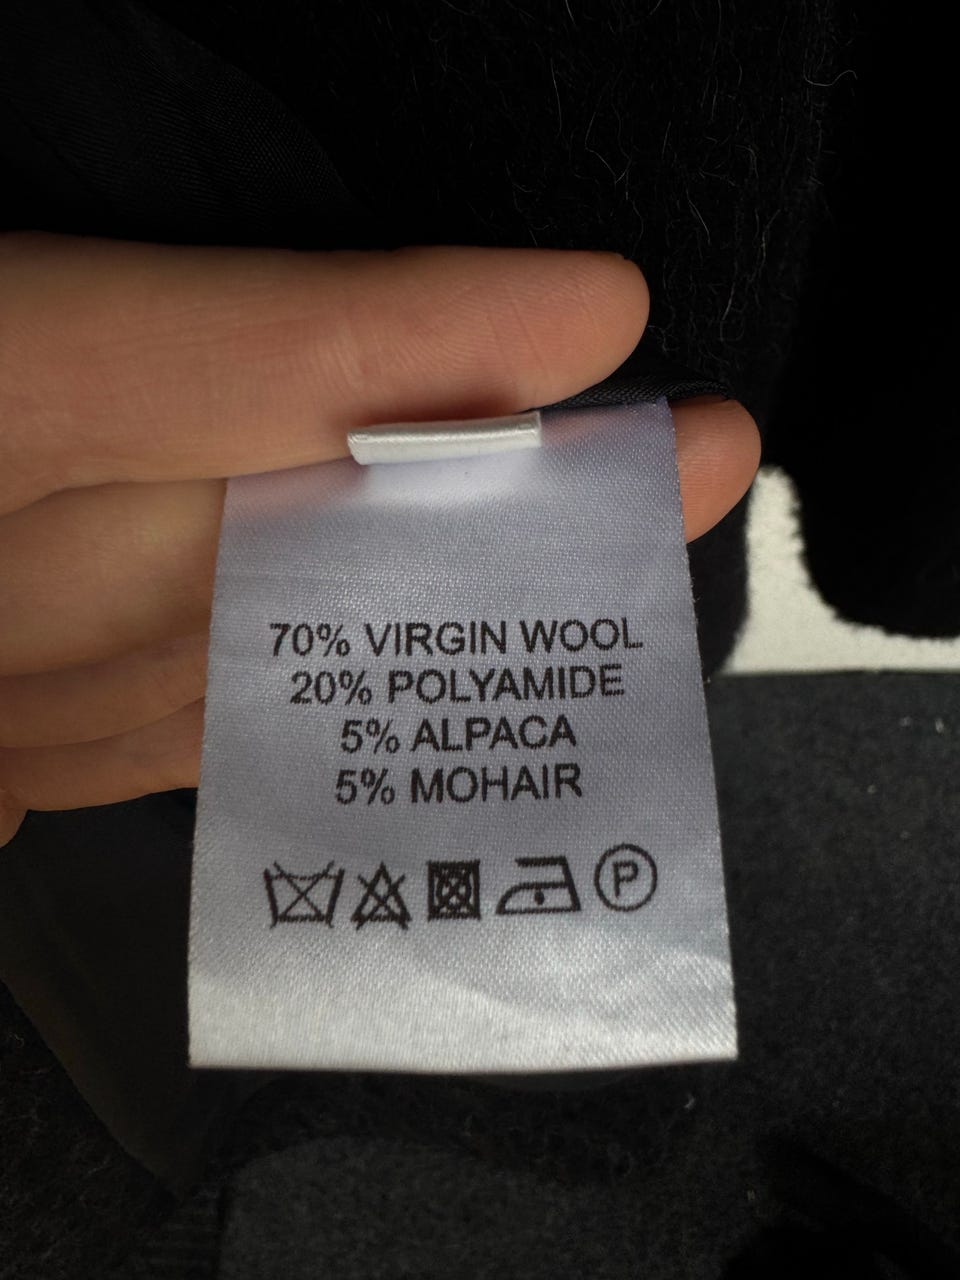 70% VIRGIN WOOL
20% POLYAMIDE
5% ALPACA
5% MOHAIR
P